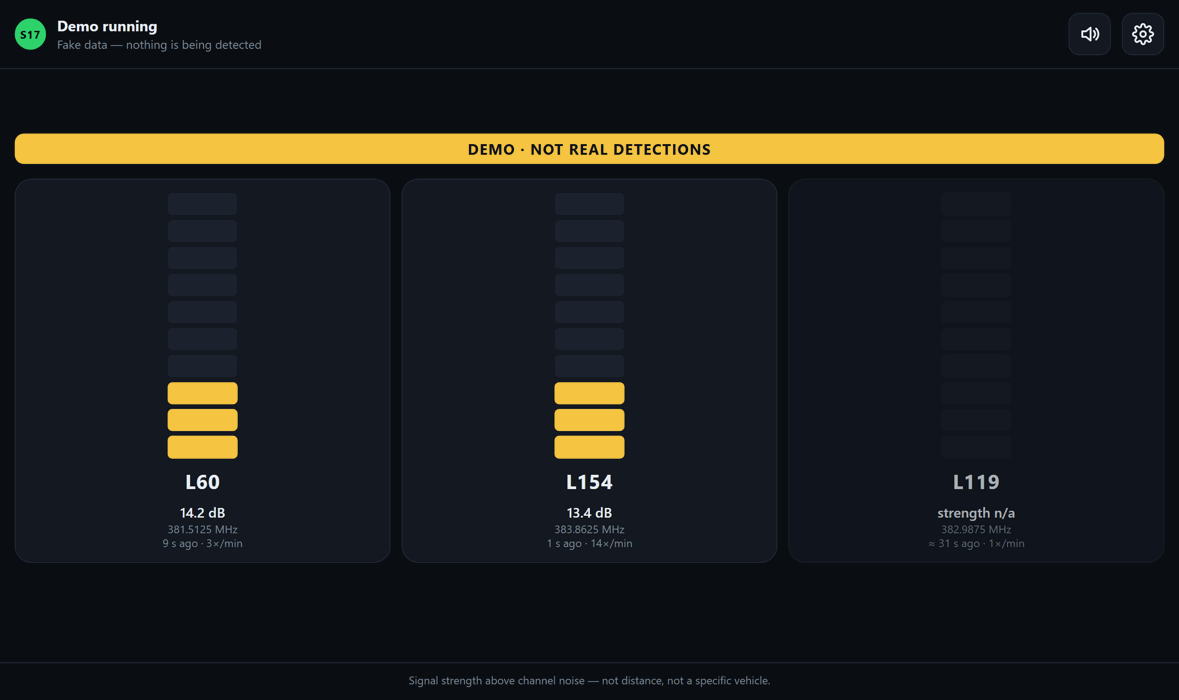 S17
Demo running
Fake data — nothing is being detected
DEMO · NOT REAL DETECTIONS
L60
14.2 dB
381.5125 MHz
9 s ago · 3×/min
L154
13.4 dB
383.8625 MHz
1 s ago · 14×/min
L119
strength n/a
382.9875 MHz
≈ 31 s ago · 1×/min
Signal strength above channel noise — not distance, not a specific vehicle.